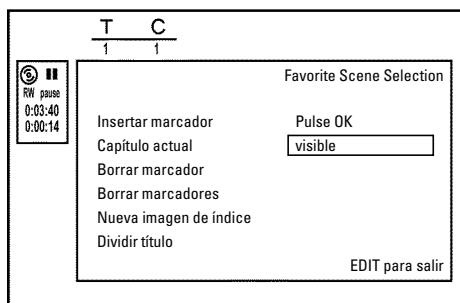 T C
1 1
RW pause
0:03:40
0:00:14
Favorite Scene Selection
Insertar marcador Pulse OK
Capítulo actual visible
Borrar marcador
Borrar marcadores
Nueva imagen de índice
Dividir título
EDIT para salir